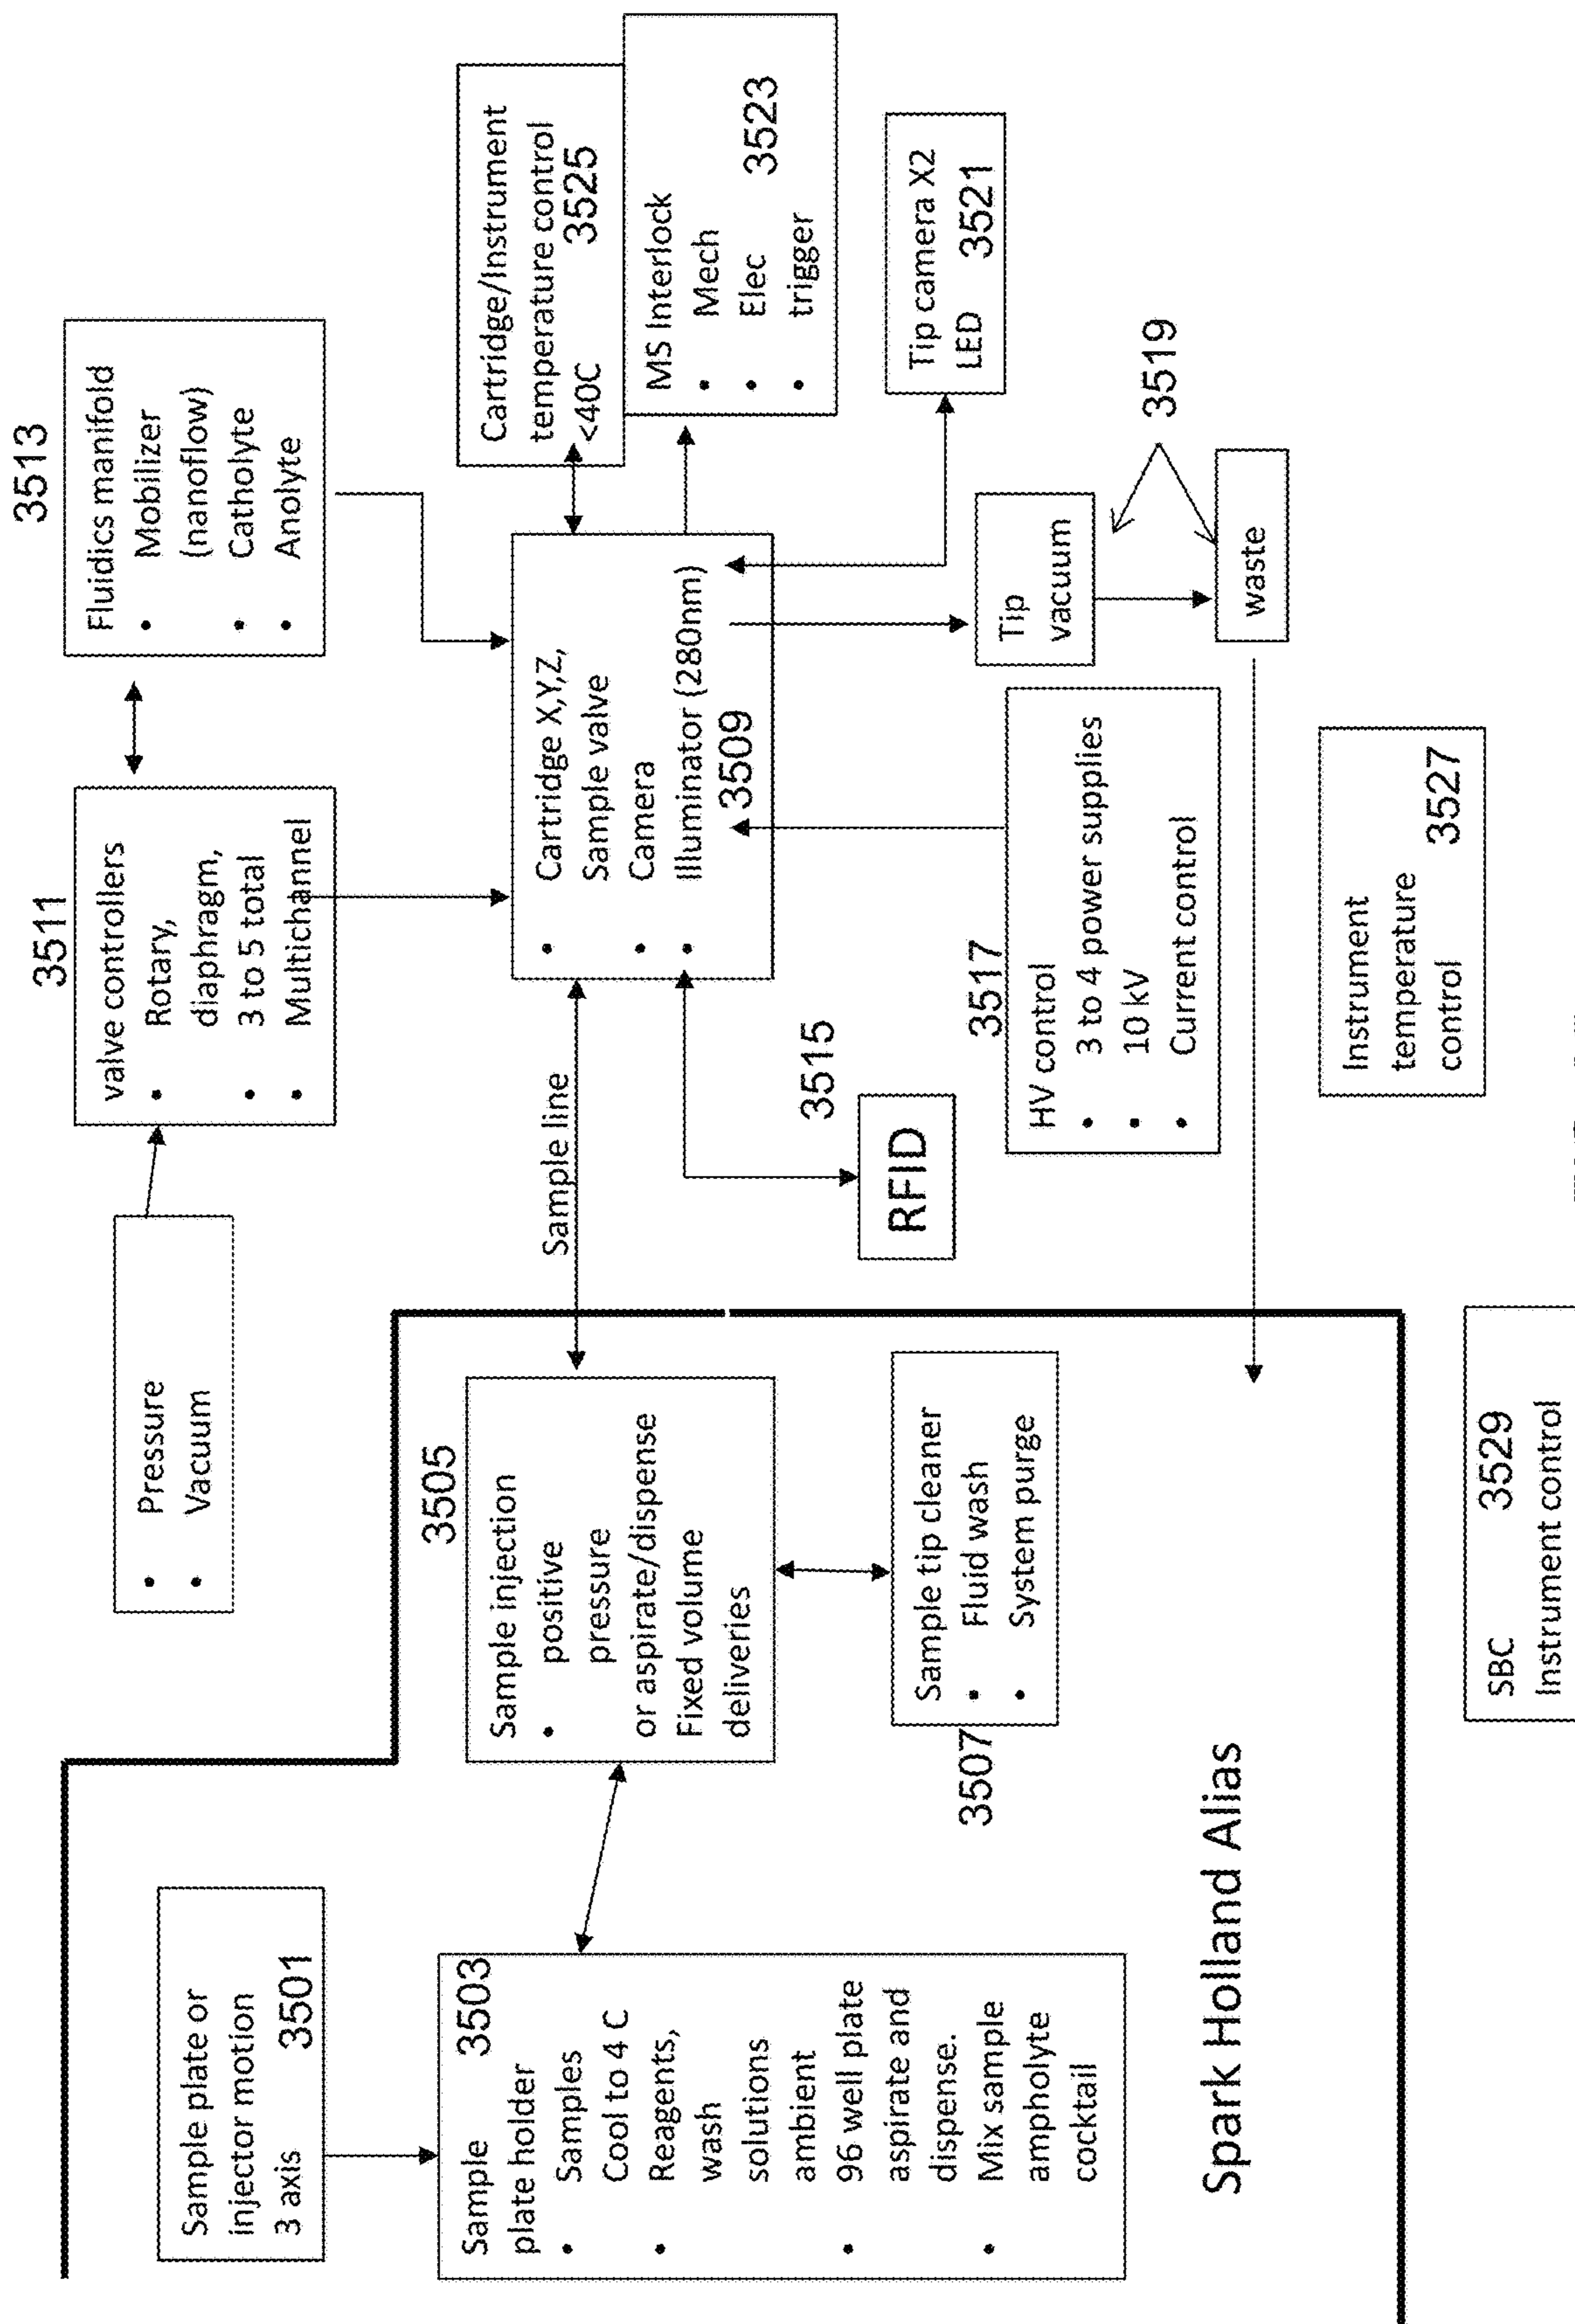 Sample plate or
injector motion
3 axis 3501
Sample 3503
plate holder
• Samples
Cool to 4 C
• Reagents,
wash
solutions
ambient
• 96 well plate
aspirate and
dispense.
• Mix sample
ampholyte
cocktail
Spark Holland Alias
3505
Sample injection
• positive
pressure
or aspirate/dispense
Fixed volume
deliveries
3507
Sample tip cleaner
• Fluid wash
• System purge
SBC 3529
Instrument control
• Pressure
• Vacuum
3511
valve controllers
• Rotary,
diaphragm,
• 3 to 5 total
• Multichannel
3513
Fluidics manifold
• Mobilizer
(nanoflow)
• Catholyte
• Anolyte
Sample line
• Cartridge X,Y,Z,
Sample valve
• Camera
• Illuminator (280nm)
3509
3515
RFID
3517
HV control
• 3 to 4 power supplies
• 10 kV
• Current control
Instrument
temperature
control 3527
Cartridge/Instrument
temperature control
<40C 3525
MS Interlock
• Mech
• Elec 3523
• trigger
Tip camera X2
LED 3521
Tip
vacuum
3519
waste